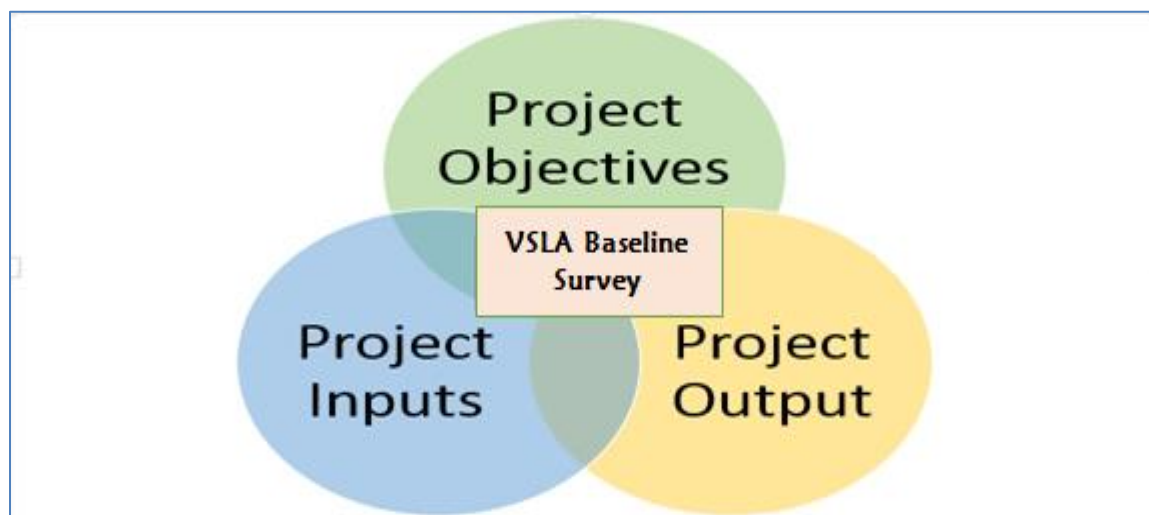 Project
Objectives
VSLA Baseline
Survey
Project
Inputs
Project
Output